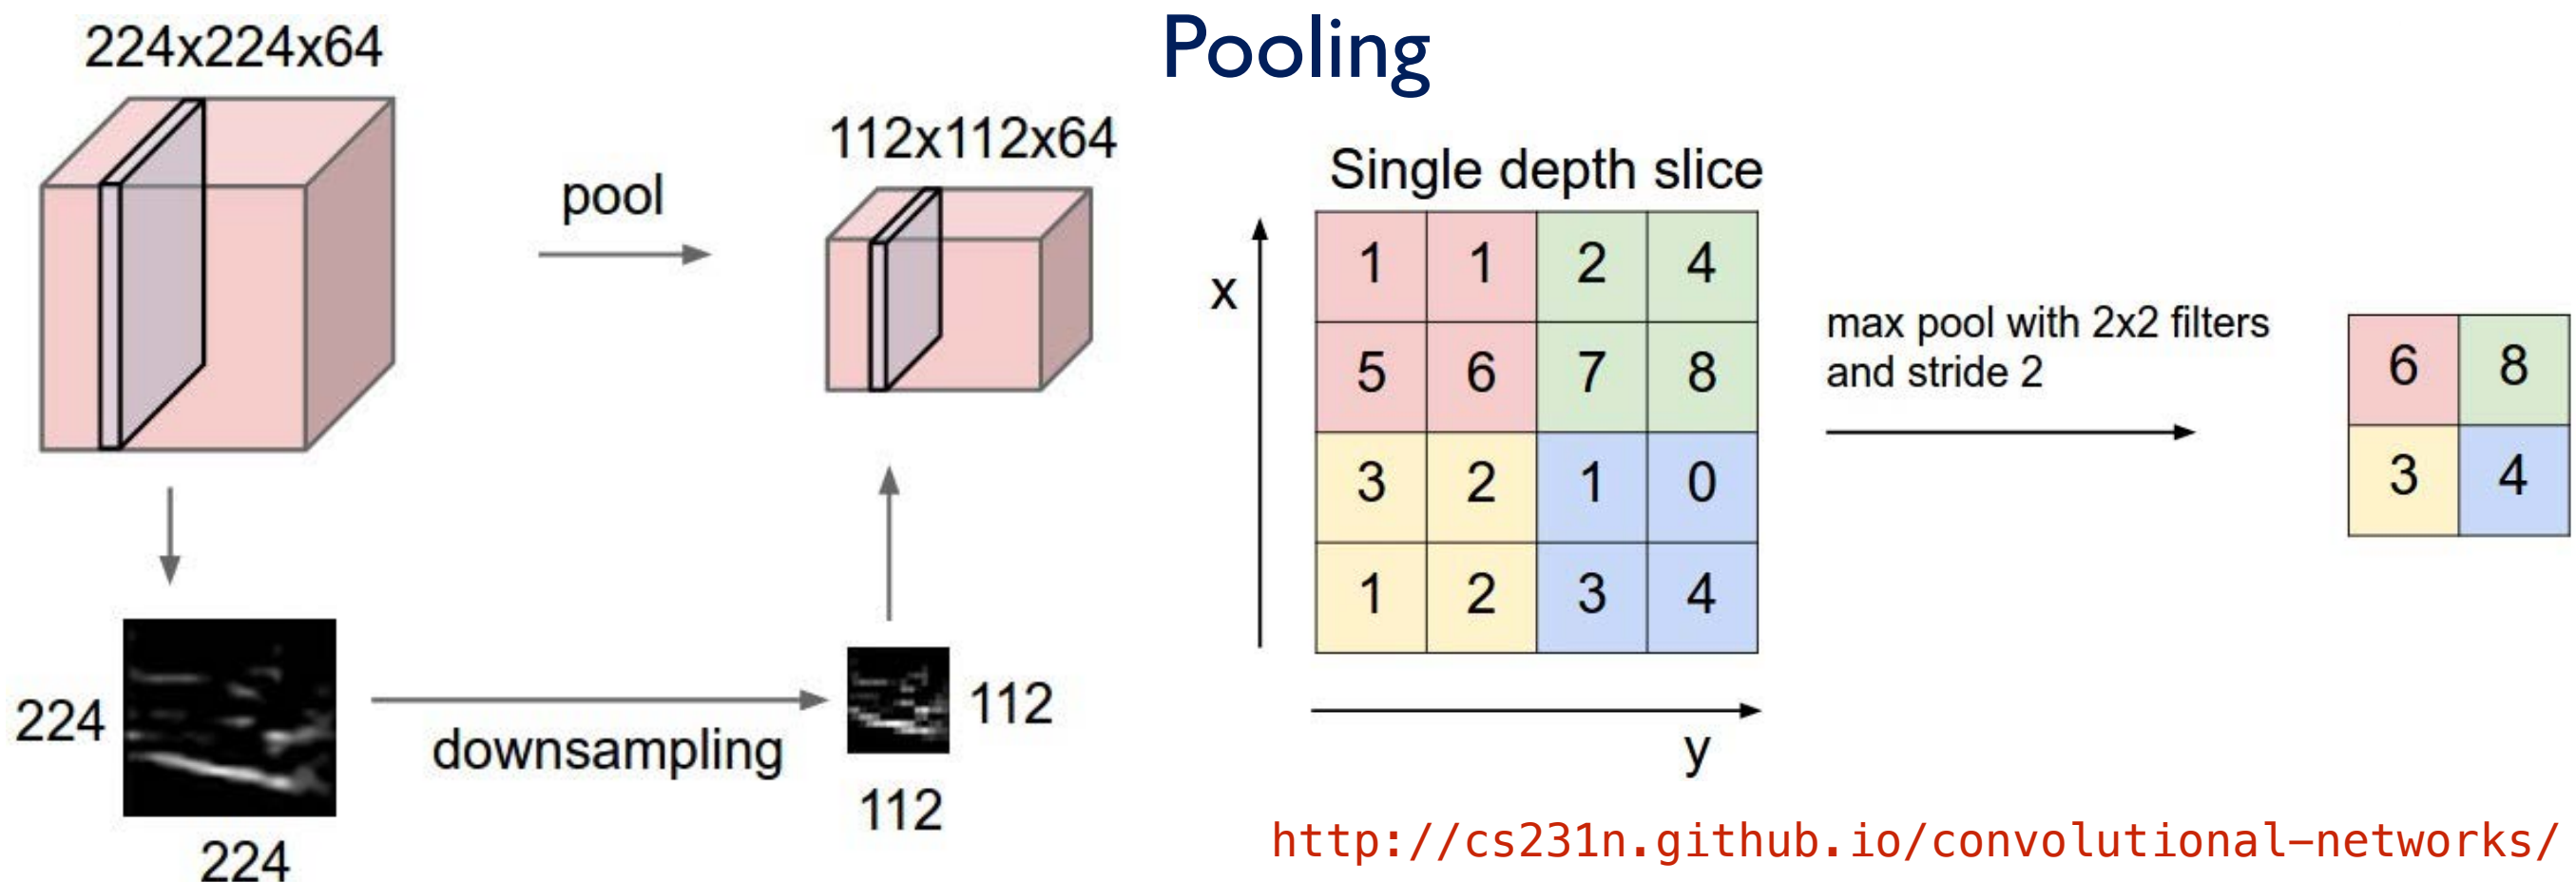 Pooling
224x224x64
pool
112x112x64
224
224
downsampling
112
112
Single depth slice
x
1 1 2 4
5 6 7 8
3 2 1 0
1 2 3 4
y
max pool with 2x2 filters
and stride 2
6 8
3 4
http://cs231n.github.io/convolutional-networks/